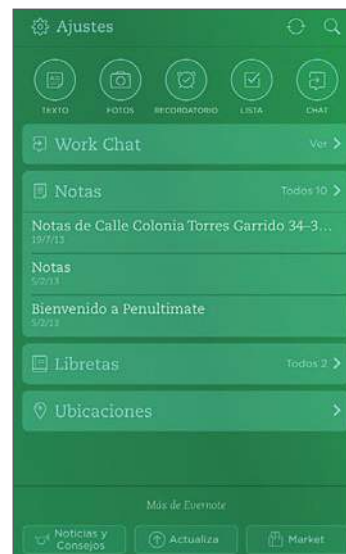 Ajustes
TEXTO FOTOS RECORDATORIO LISTA CHAT
Work Chat Ver
Notas Todos 10
Notas de Calle Colonia Torres Garrido 34–3...
19/7/13
Notas
5/2/13
Bienvenido a Penultimate
5/2/13
Libretas Todos 2
Ubicaciones
Más de Evernote
Noticias y
Consejos Actualiza Market